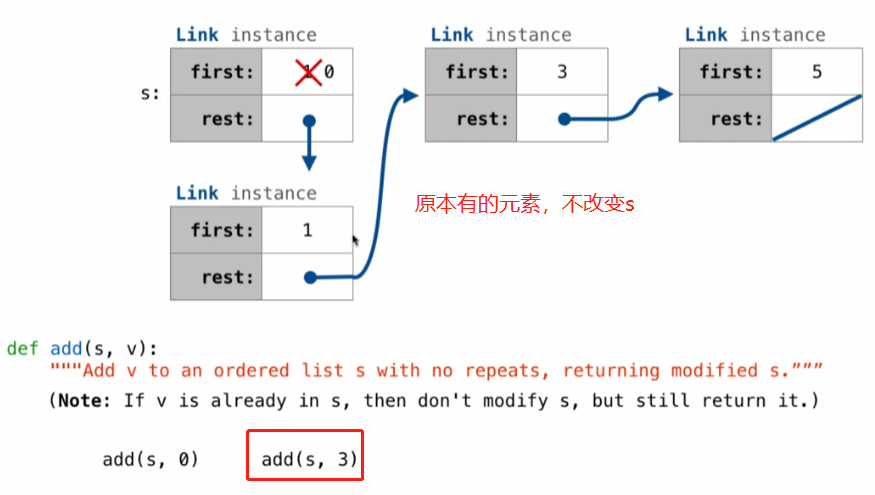 Link instance
Link instance
Link instance
s:
first: 1 0
first: 3
first: 5
rest:
rest:
rest:
Link instance
first: 1
rest:
原本有的元素，不改变s
def add(s, v):
"""Add v to an ordered list s with no repeats, returning modified s.”””
(Note: If v is already in s, then don't modify s, but still return it.)
add(s, 0) add(s, 3)